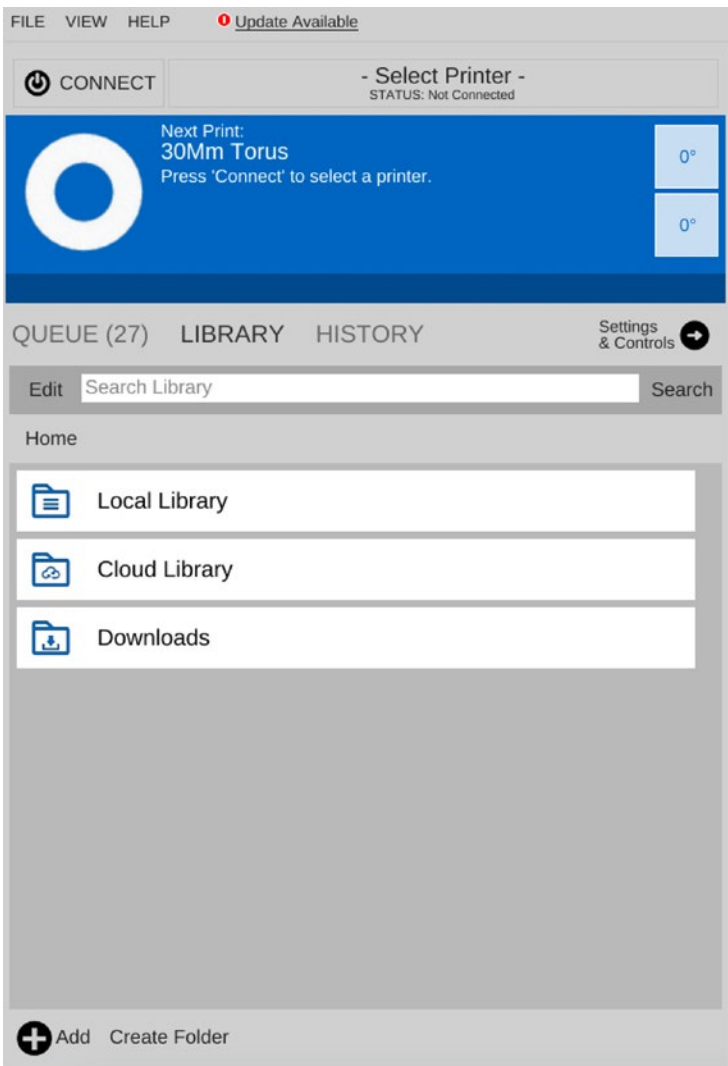 FILE VIEW HELP Update Available
CONNECT
- Select Printer -
STATUS: Not Connected
Next Print:
30Mm Torus
Press 'Connect' to select a printer.
0°
0°
QUEUE (27) LIBRARY HISTORY
Settings
& Controls
Edit Search Library Search
Home
Local Library
Cloud Library
Downloads
Add Create Folder